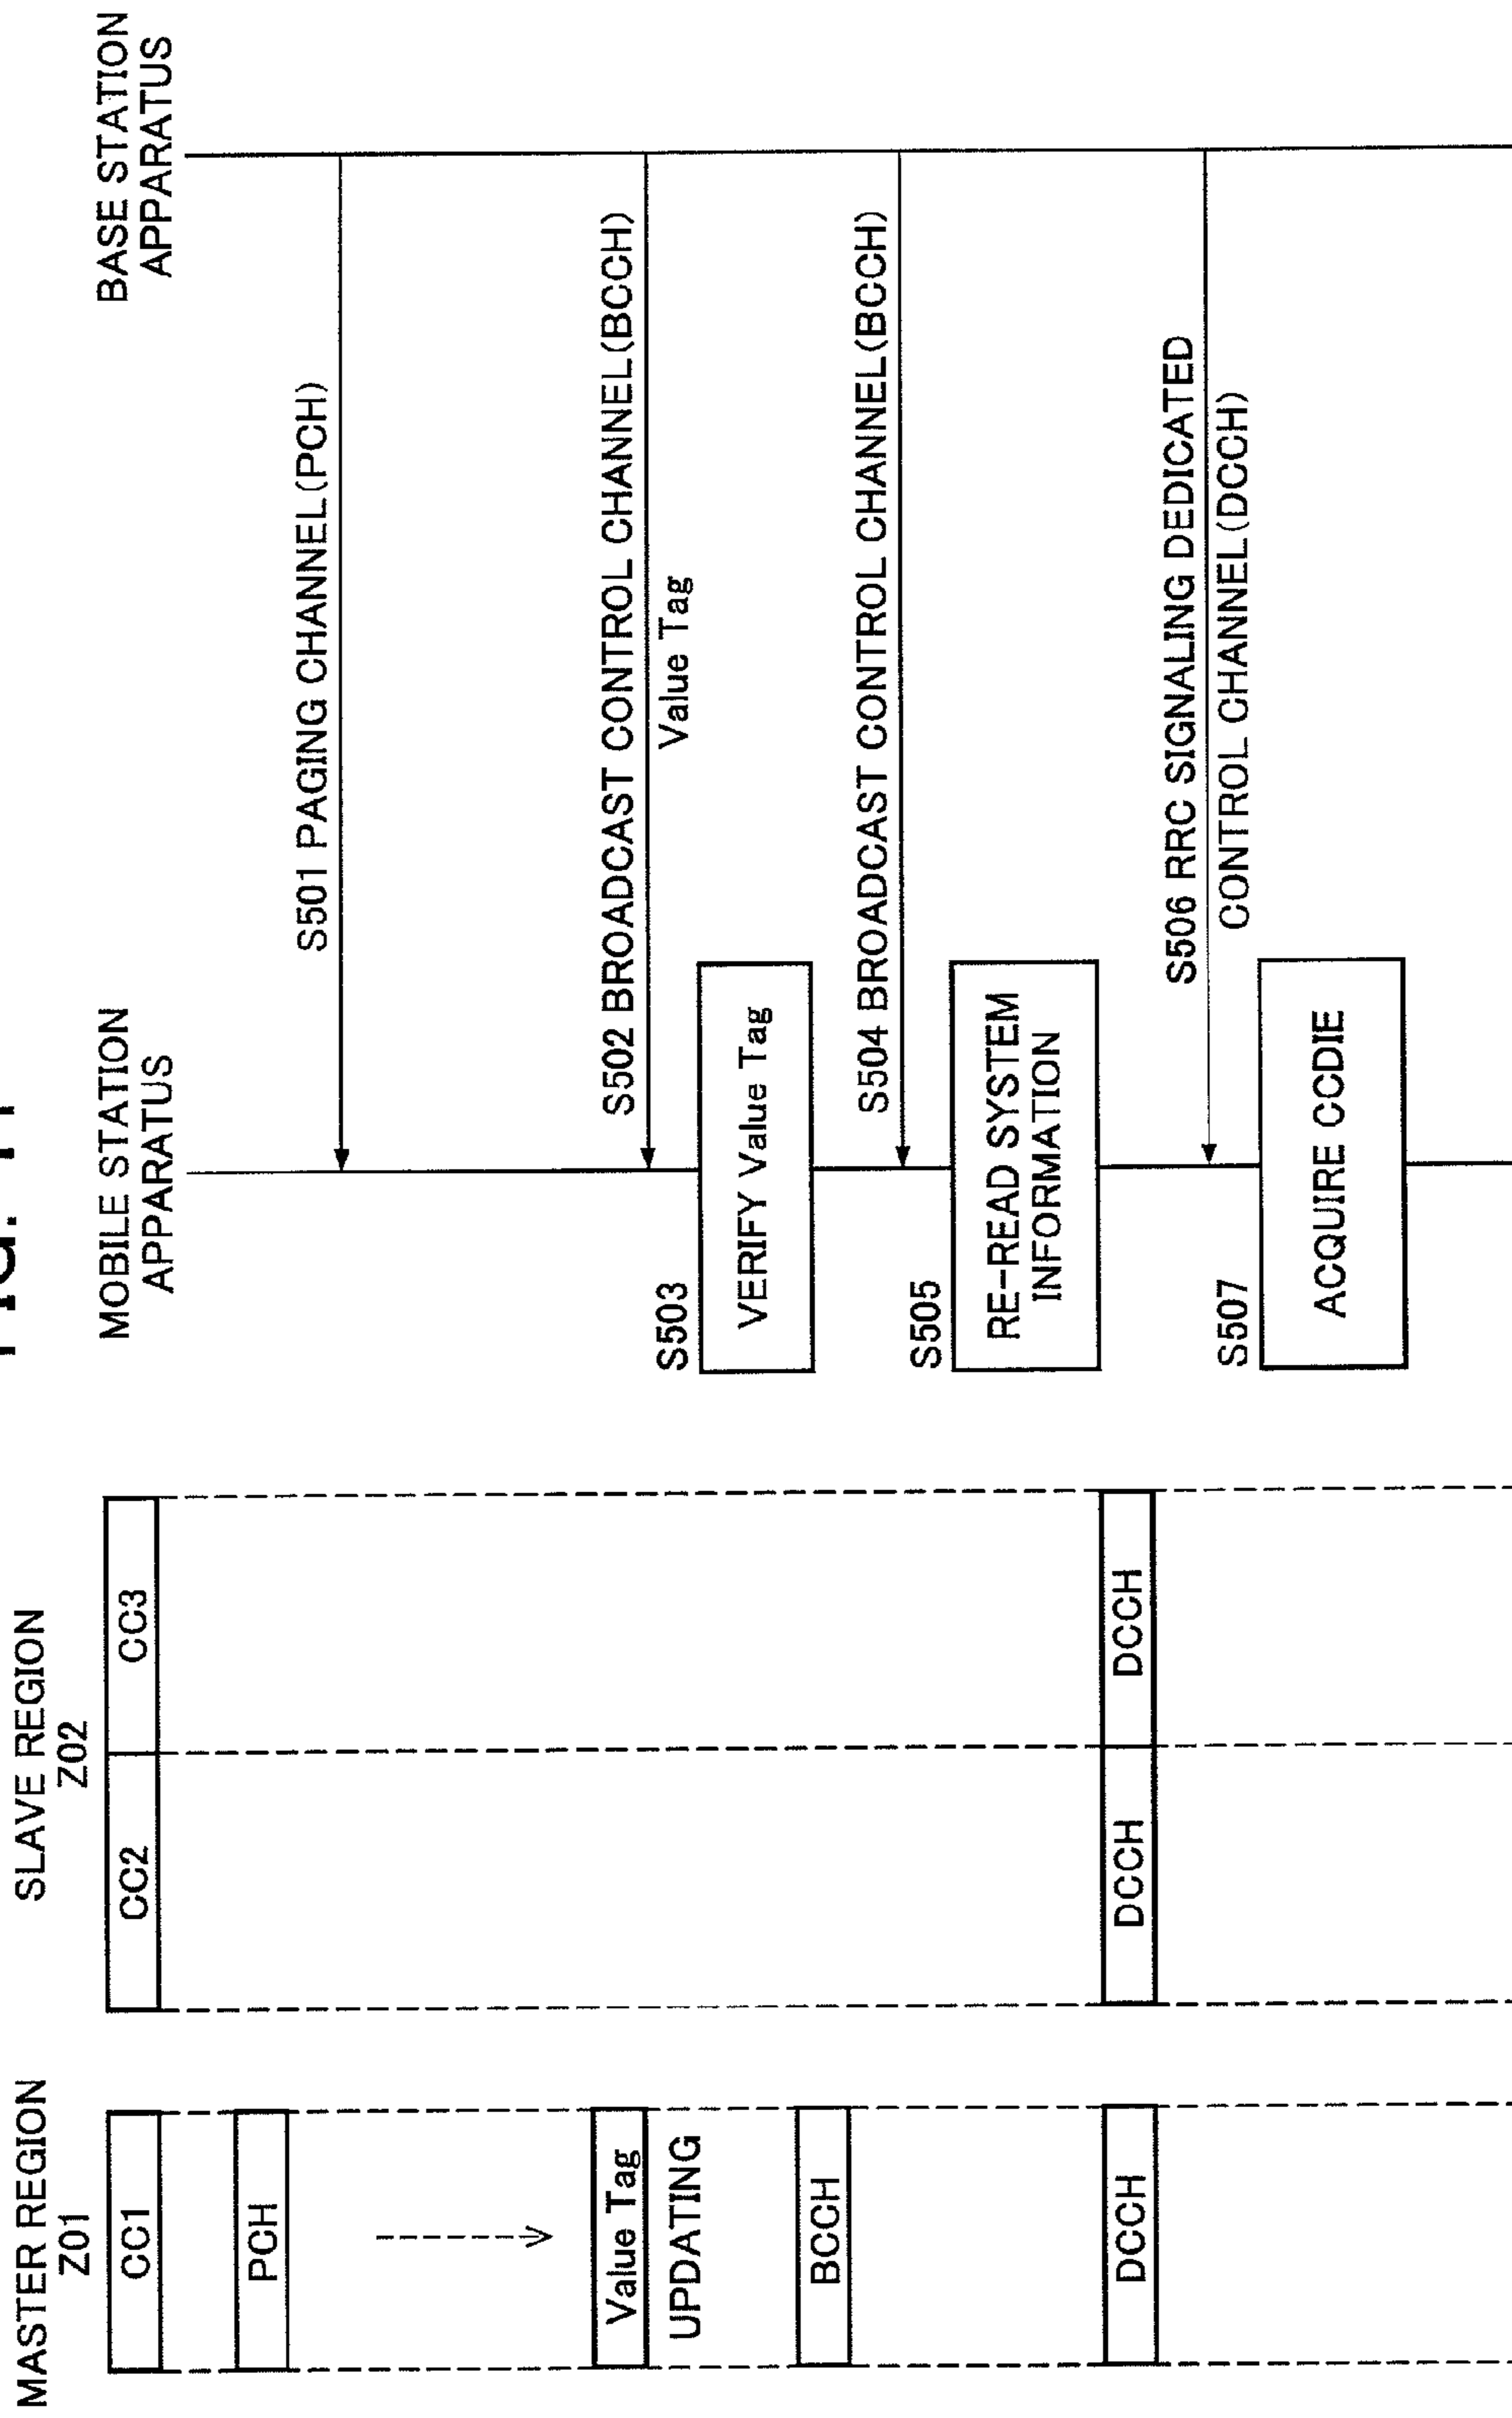 MASTER REGION
Z01
SLAVE REGION
Z02
CC1
CC2
CC3
MOBILE STATION
APPARATUS
BASE STATION
APPARATUS
PCH
S501 PAGING CHANNEL(PCH)
Value Tag
UPDATING
S502 BROADCAST CONTROL CHANNEL(BCCH)
Value Tag
S503
VERIFY Value Tag
BCCH
S504 BROADCAST CONTROL CHANNEL(BCCH)
S505
RE-READ SYSTEM
INFORMATION
DCCH
DCCH
DCCH
S506 RRC SIGNALING DEDICATED
CONTROL CHANNEL(DCCH)
S507
ACQUIRE CCDIE